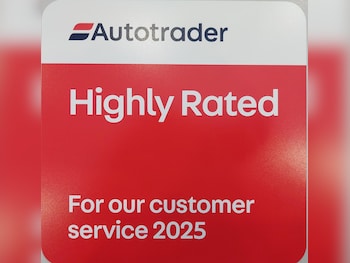 Autotrader
Highly Rated
For our customer
service 2025